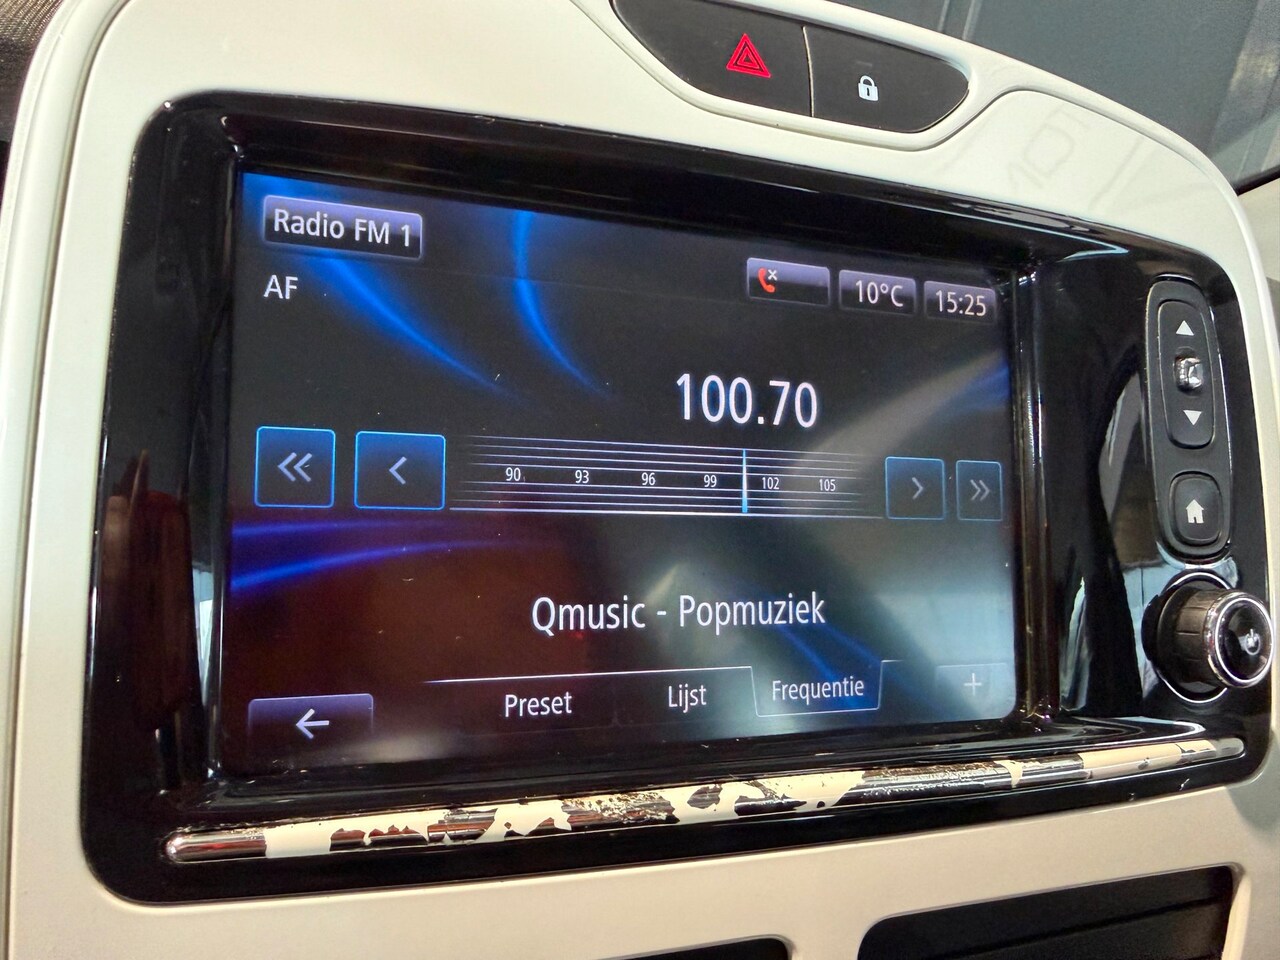 Radio FM 1
AF
10°C
15:25
100.70
90 93 96 99 102 105
Qmusic - Popmuziek
Preset Lijst Frequentie +